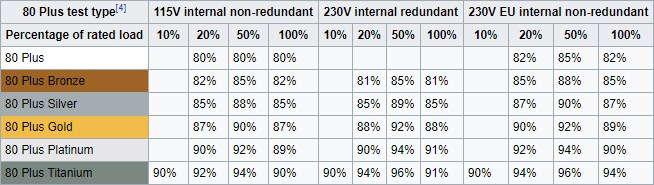 80 Plus test type[4] 115V internal non-redundant 230V internal redundant 230V EU internal non-redundant
Percentage of rated load 10% 20% 50% 100% 10% 20% 50% 100% 10% 20% 50% 100%
80 Plus 80% 80% 80% 82% 85% 82%
80 Plus Bronze 82% 85% 82% 81% 85% 81% 85% 88% 85%
80 Plus Silver 85% 88% 85% 85% 89% 85% 87% 90% 87%
80 Plus Gold 87% 90% 87% 88% 92% 88% 90% 92% 89%
80 Plus Platinum 90% 92% 89% 90% 94% 91% 92% 94% 90%
80 Plus Titanium 90% 92% 94% 90% 90% 94% 96% 91% 90% 94% 96% 94%